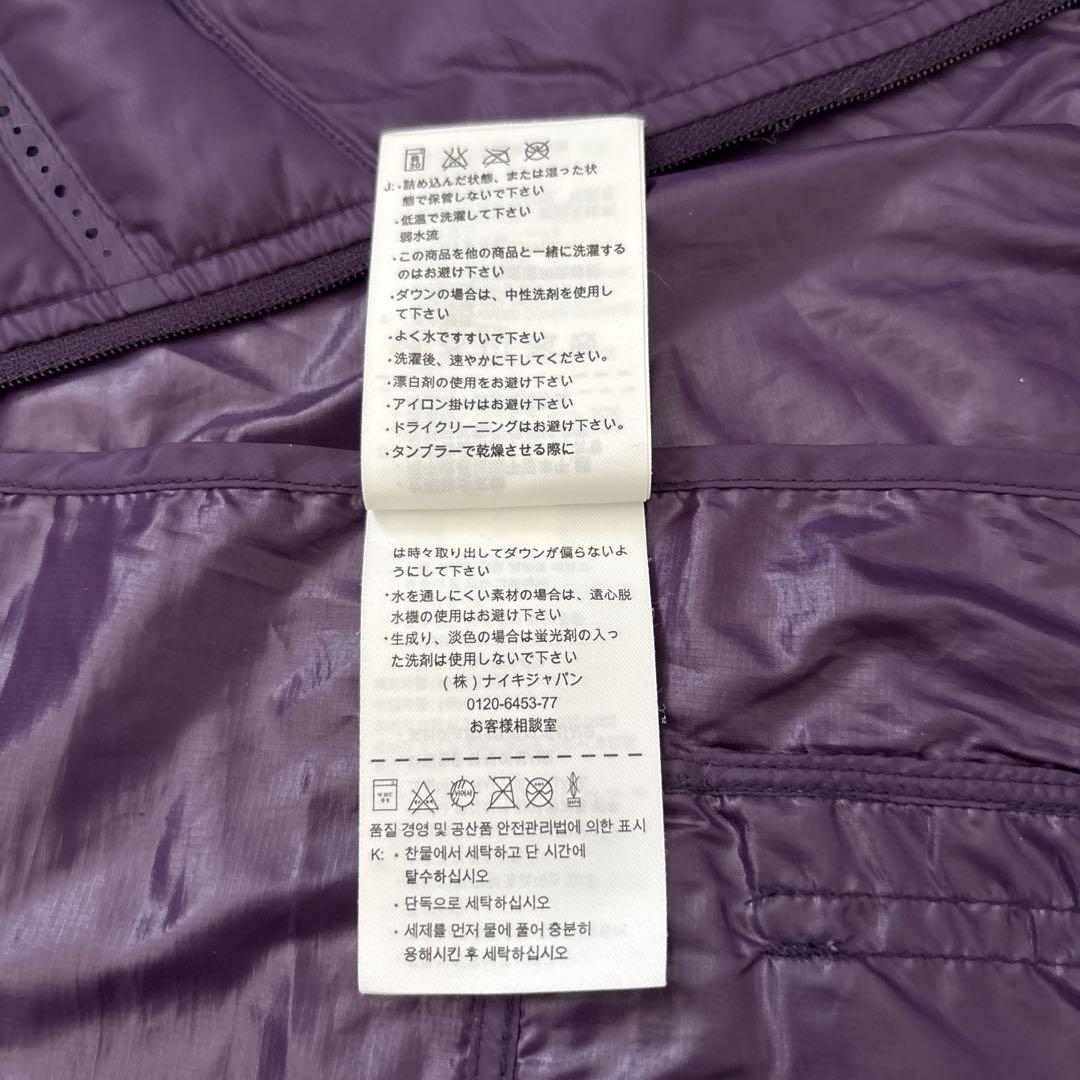 J: ・詰め込んだ状態、または湿った状
態で保管しないで下さい
・低温で洗濯して下さい
弱水流
・この商品を他の商品と一緒に洗濯する
のはお避け下さい
・ダウンの場合は、中性洗剤を使用し
て下さい
・よく水ですすいで下さい
・洗濯後、速やかに干してください。
・漂白剤の使用をお避け下さい
・アイロン掛けはお避け下さい
・ドライクリーニングはお避け下さい。
・タンブラーで乾燥させる際に
は時々取り出してダウンが偏らないよ
うにして下さい
・水を通しにくい素材の場合は、遠心脱
水機の使用はお避け下さい
・生成り、淡色の場合は蛍光剤の入っ
た洗剤は使用しないで下さい
(株)ナイキジャパン
0120-6453-77
お客様相談室
품질 경영 및 공산품 안전관리법에 의한 표시
K: ・찬물에서 세탁하고 단 시간에
탈수하십시오
・단독으로 세탁하십시오
・세제를 먼저 물에 풀어 충분히
용해시킨 후 세탁하십시오